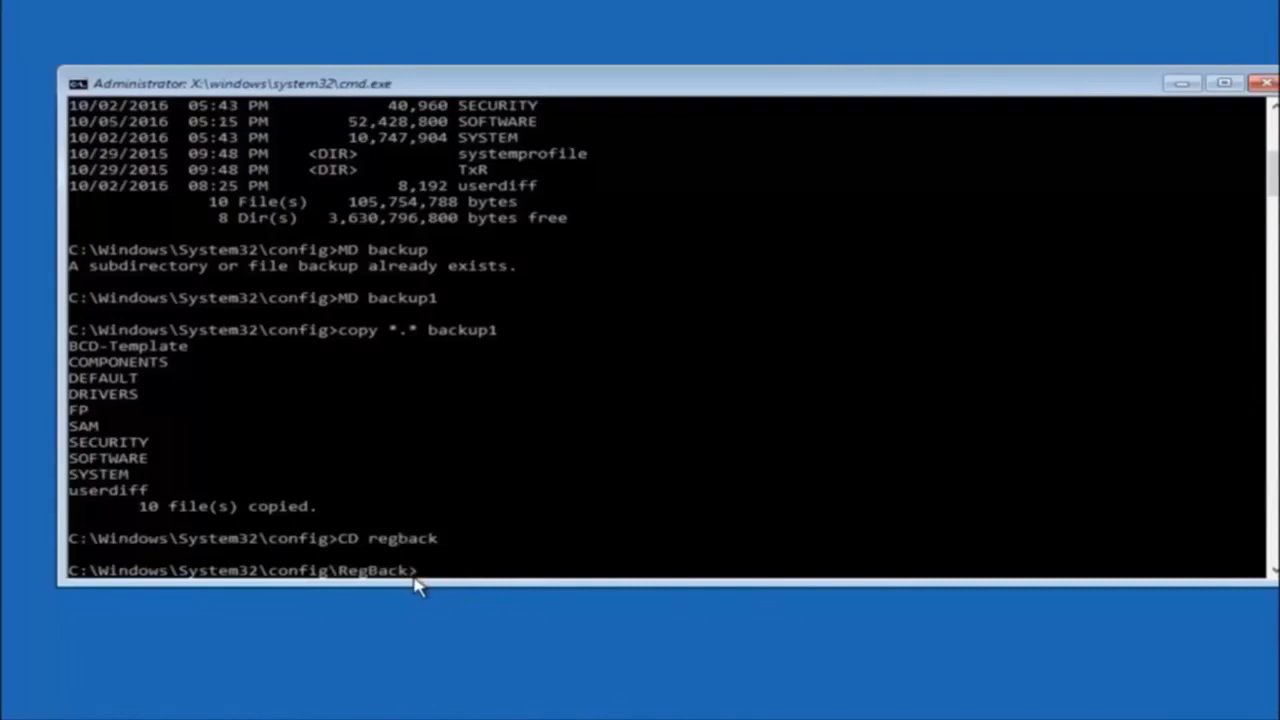 Administrator: X:\windows\system32\cmd.exe
10/02/2016  05:43 PM            40,960 SECURITY
10/05/2016  05:15 PM        52,428,800 SOFTWARE
10/02/2016  05:43 PM        10,747,904 SYSTEM
10/29/2015  09:48 PM    <DIR>          systemprofile
10/29/2015  09:48 PM    <DIR>          TxR
10/02/2016  08:25 PM             8,192 userdiff
10 File(s)    105,754,788 bytes
8 Dir(s)   3,630,796,800 bytes free
C:\Windows\System32\config>MD backup
A subdirectory or file backup already exists.
C:\Windows\System32\config>MD backup1
C:\Windows\System32\config>copy *.* backup1
BCD-Template
COMPONENTS
DEFAULT
DRIVERS
FP
SAM
SECURITY
SOFTWARE
SYSTEM
userdiff
10 file(s) copied.
C:\Windows\System32\config>CD regback
C:\Windows\System32\config\RegBack>